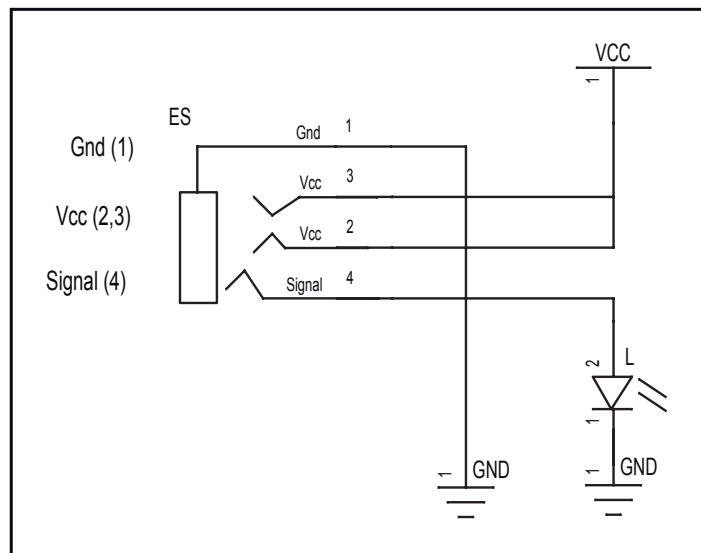 VCC
1
ES
Gnd 1
Gnd (1)
Vcc 3
Vcc (2,3)
Vcc 2
Signal (4)
Signal 4
2 L
1
1 GND
1 GND